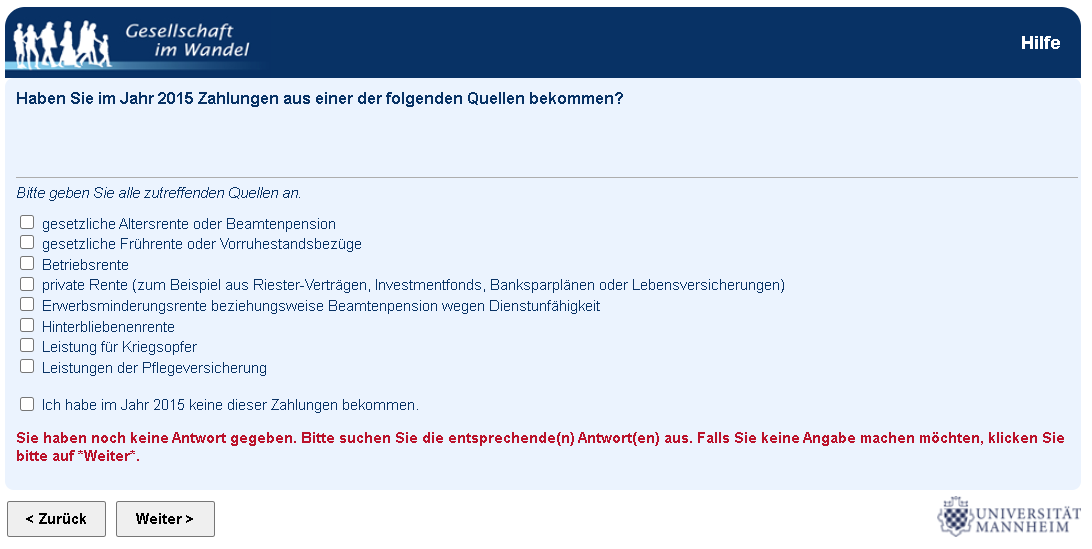 Gesellschaft
im Wandel
Hilfe
Haben Sie im Jahr 2015 Zahlungen aus einer der folgenden Quellen bekommen?
Bitte geben Sie alle zutreffenden Quellen an.
gesetzliche Altersrente oder Beamtenpension
gesetzliche Frührente oder Vorruhestandsbezüge
Betriebsrente
private Rente (zum Beispiel aus Riester-Verträgen, Investmentfonds, Banksparplänen oder Lebensversicherungen)
Erwerbsminderungsrente beziehungsweise Beamtenpension wegen Dienstunfähigkeit
Hinterbliebenenrente
Leistung für Kriegsopfer
Leistungen der Pflegeversicherung
Ich habe im Jahr 2015 keine dieser Zahlungen bekommen.
Sie haben noch keine Antwort gegeben. Bitte suchen Sie die entsprechende(n) Antwort(en) aus. Falls Sie keine Angabe machen möchten, klicken Sie
bitte auf *Weiter*.
< Zurück
Weiter >
UNIVERSITÄT
MANNHEIM